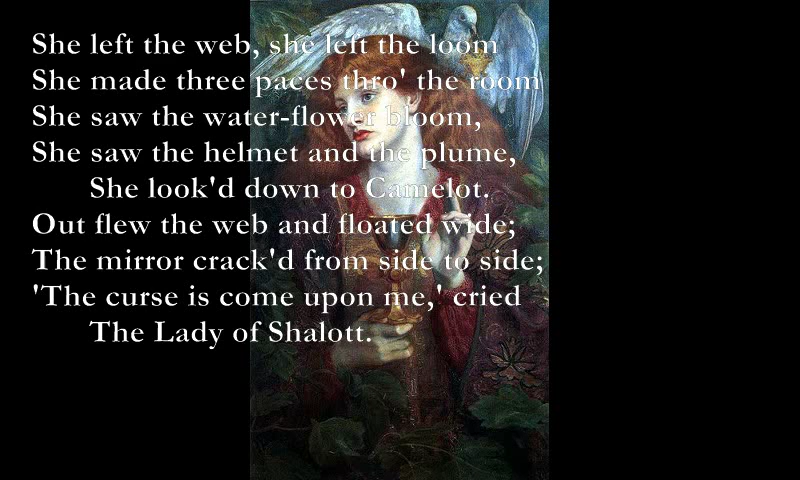 She left the web, she left the loom
She made three paces thro' the room
She saw the water-flower bloom,
She saw the helmet and the plume,
She look'd down to Camelot.
Out flew the web and floated wide;
The mirror crack'd from side to side;
'The curse is come upon me,' cried
The Lady of Shalott.